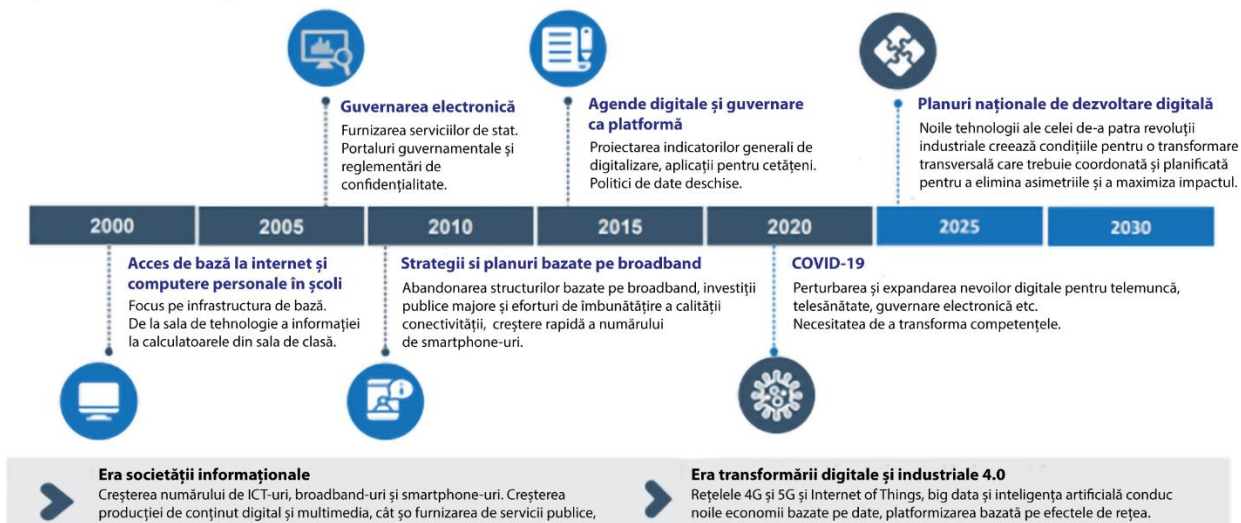 Guvernarea electronică
Furnizarea serviciilor de stat.
Portaluri guvernamentale și
reglementări de
confidențialitate.
Agende digitale și guvernare
ca platformă
Proiectarea indicatorilor generali de
digitalizare, aplicații pentru cetățeni.
Politici de date deschise.
Planuri naționale de dezvoltare digitală
Noile tehnologii ale celei de-a patra revoluții
industriale creează condițiile pentru o transformare
transversală care trebuie coordonată și planificată
pentru a elimina asimetriile și a maximiza impactul.
2000 2005 2010 2015 2020 2025 2030
Acces de bază la internet și
computere personale în școli
Focus pe infrastructura de bază.
De la sala de tehnologie a informației
la calculatoarele din sala de clasă.
Strategii si planuri bazate pe broadband
Abandonarea structurilor bazate pe broadband, investiții
publice majore și eforturi de îmbunătățire a calității
conectivității, creștere rapidă a numărului
de smartphone-uri.
COVID-19
Perturbarea și expandarea nevoilor digitale pentru telemuncă,
telesănătate, guvernare electronică etc.
Necesitatea de a transforma competențele.
Era societății informaționale
Creșterea numărului de ICT-uri, broadband-uri și smartphone-uri. Creșterea
producției de conținut digital și multimedia, cât șo furnizarea de servicii publice,
Era transformării digitale și industriale 4.0
Rețelele 4G și 5G și Internet of Things, big data și inteligența artificială conduc
noile economii bazate pe date, platformizarea bazată pe efectele de rețea.